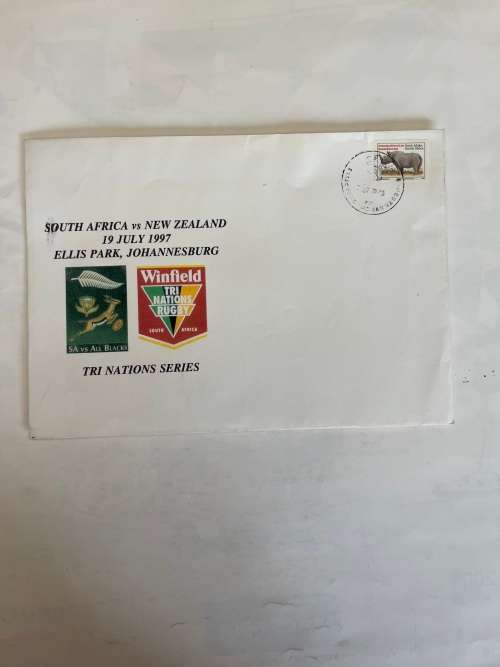 SOUTH AFRICA vs NEW ZEALAND
19 JULY 1997
ELLIS PARK, JOHANNESBURG
SA VS ALL BLACKS
Winfield
TRI
NATIONS
RUGBY
SOUTH AFRICA
TRI NATIONS SERIES